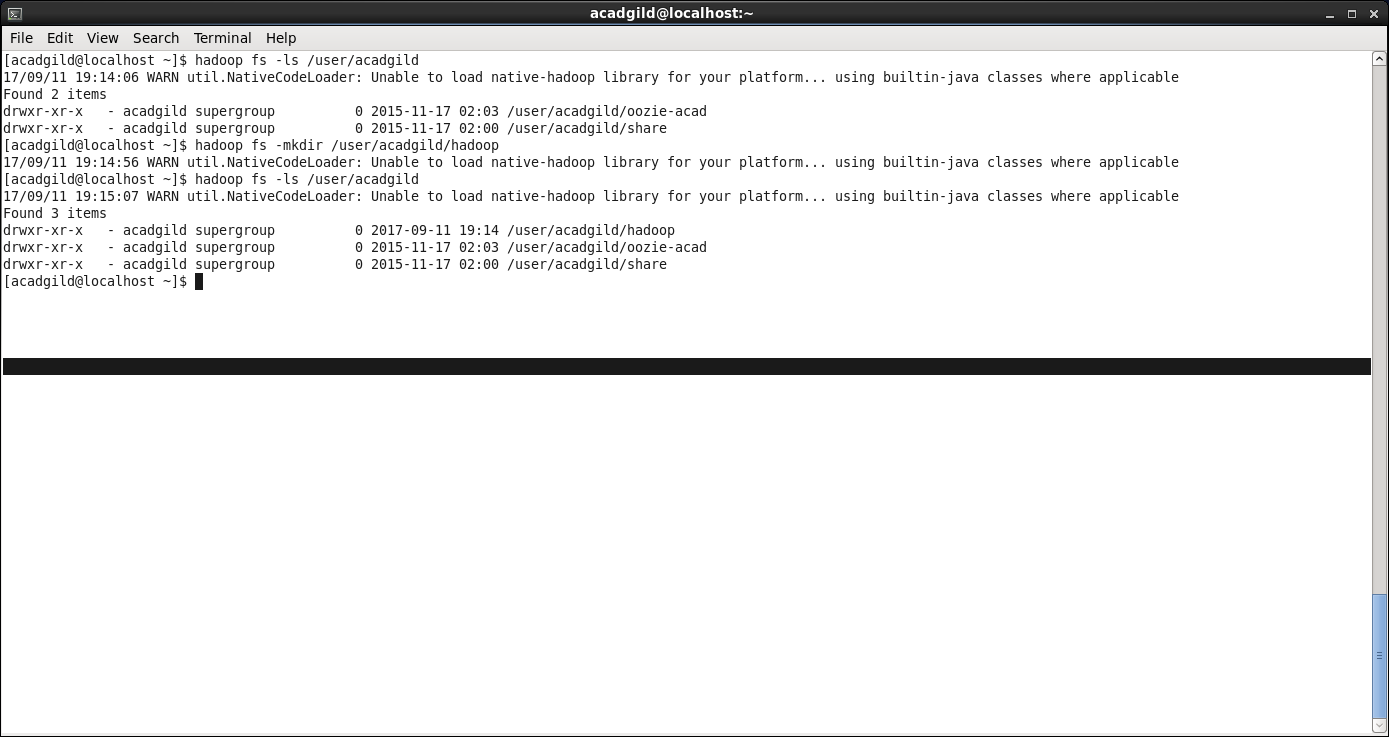 acadgild@localhost:~
File Edit View Search Terminal Help
[acadgild@localhost ~]$ hadoop fs -ls /user/acadgild
17/09/11 19:14:06 WARN util.NativeCodeLoader: Unable to load native-hadoop library for your platform... using builtin-java classes where applicable
Found 2 items
drwxr-xr-x   - acadgild supergroup          0 2015-11-17 02:03 /user/acadgild/oozie-acad
drwxr-xr-x   - acadgild supergroup          0 2015-11-17 02:00 /user/acadgild/share
[acadgild@localhost ~]$ hadoop fs -mkdir /user/acadgild/hadoop
17/09/11 19:14:56 WARN util.NativeCodeLoader: Unable to load native-hadoop library for your platform... using builtin-java classes where applicable
[acadgild@localhost ~]$ hadoop fs -ls /user/acadgild
17/09/11 19:15:07 WARN util.NativeCodeLoader: Unable to load native-hadoop library for your platform... using builtin-java classes where applicable
Found 3 items
drwxr-xr-x   - acadgild supergroup          0 2017-09-11 19:14 /user/acadgild/hadoop
drwxr-xr-x   - acadgild supergroup          0 2015-11-17 02:03 /user/acadgild/oozie-acad
drwxr-xr-x   - acadgild supergroup          0 2015-11-17 02:00 /user/acadgild/share
[acadgild@localhost ~]$